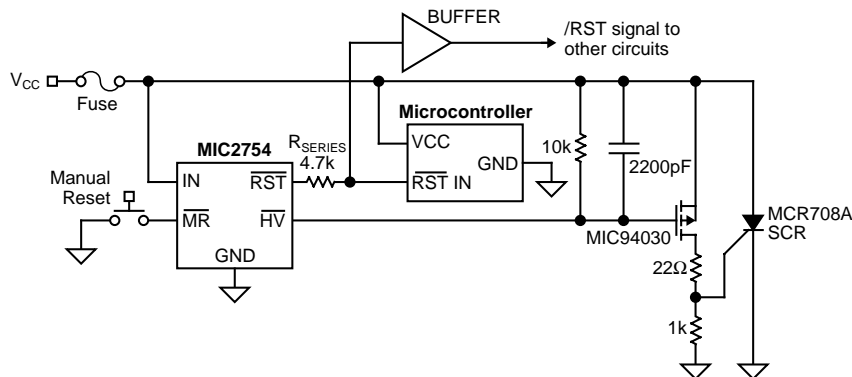 BUFFER
/RST signal to
other circuits
VCC
Fuse
Microcontroller
MIC2754
RSERIES
4.7k
VCC
GND
RST IN
10k
2200pF
Manual
Reset
IN
RST
MR
HV
GND
MIC94030
MCR708A
SCR
22Ω
1k